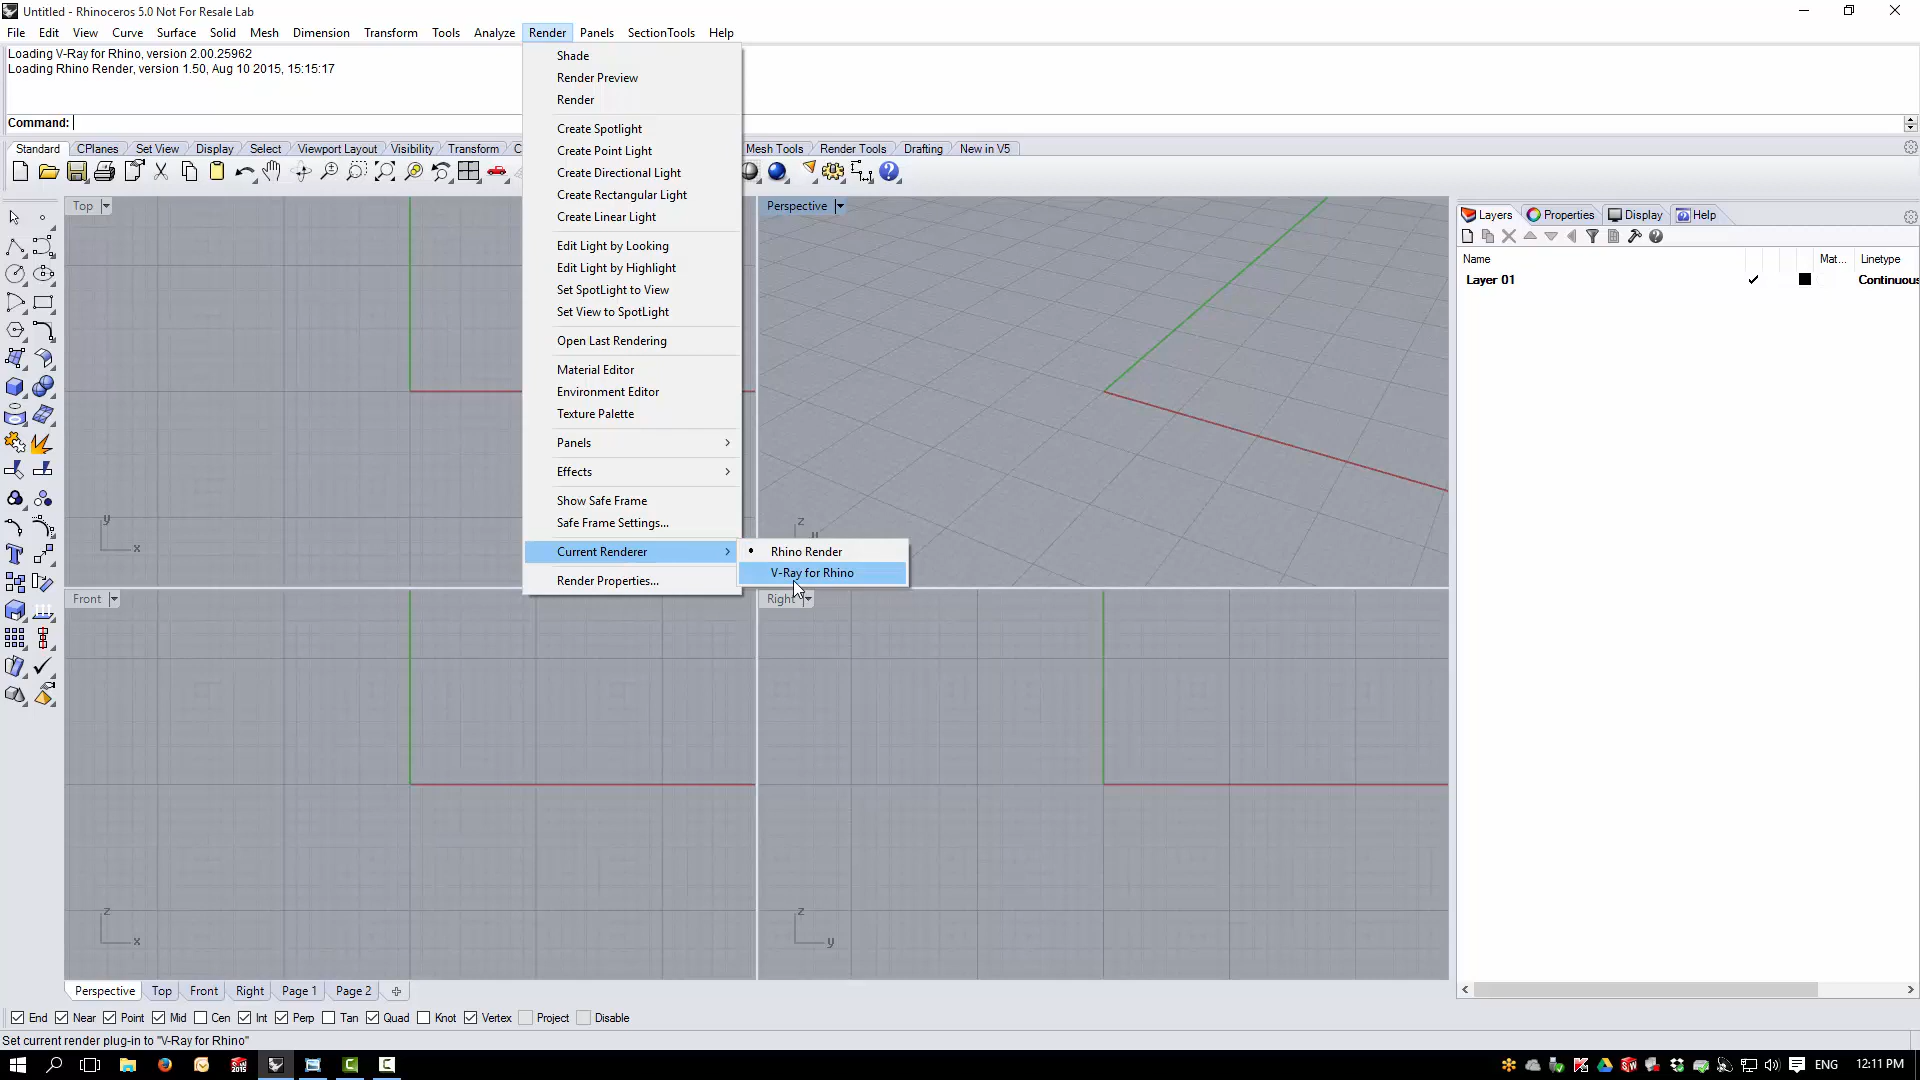 Untitled - Rhinoceros 5.0 Not For Resale Lab
File Edit View Curve Surface Solid Mesh Dimension Transform Tools Analyze Render Panels SectionTools Help
Loading V-Ray for Rhino, version 2.00.25962
Loading Rhino Render, version 1.50, Aug 10 2015, 15:15:17
Command:
Standard CPlanes Set View Display Select Viewport Layout Visibility Transform C Mesh Tools Render Tools Drafting New in V5
Shade
Render Preview
Render
Create Spotlight
Create Point Light
Create Directional Light
Create Rectangular Light
Create Linear Light
Edit Light by Looking
Edit Light by Highlight
Set SpotLight to View
Set View to SpotLight
Open Last Rendering
Material Editor
Environment Editor
Texture Palette
Panels
Effects
Show Safe Frame
Safe Frame Settings...
Current Renderer
Render Properties...
Rhino Render
V-Ray for Rhino
Top
Perspective
Front
Right
y
x
z
z
x
z
y
Layers Properties Display Help
Name Mat... Linetype
Layer 01 Continuous
Perspective Top Front Right Page 1 Page 2
End Near Point Mid Cen Int Perp Tan Quad Knot Vertex Project Disable
Set current render plug-in to "V-Ray for Rhino"
2015
ENG 12:11 PM